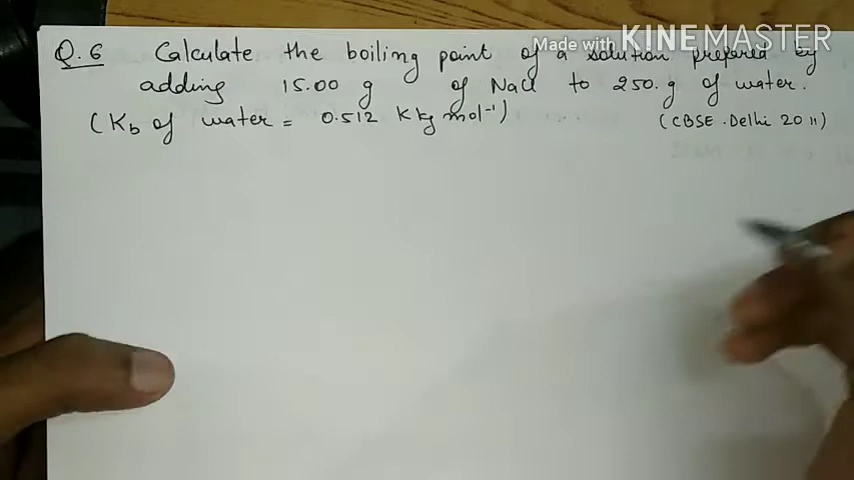 Made with KINEMASTER
Q.6 Calculate the boiling point of a solution prepared by
adding 15.00 g of NaCl to 250.g of water.
(Kb of water = 0.512 K kg mol⁻¹)
(CBSE.Delhi 2011)